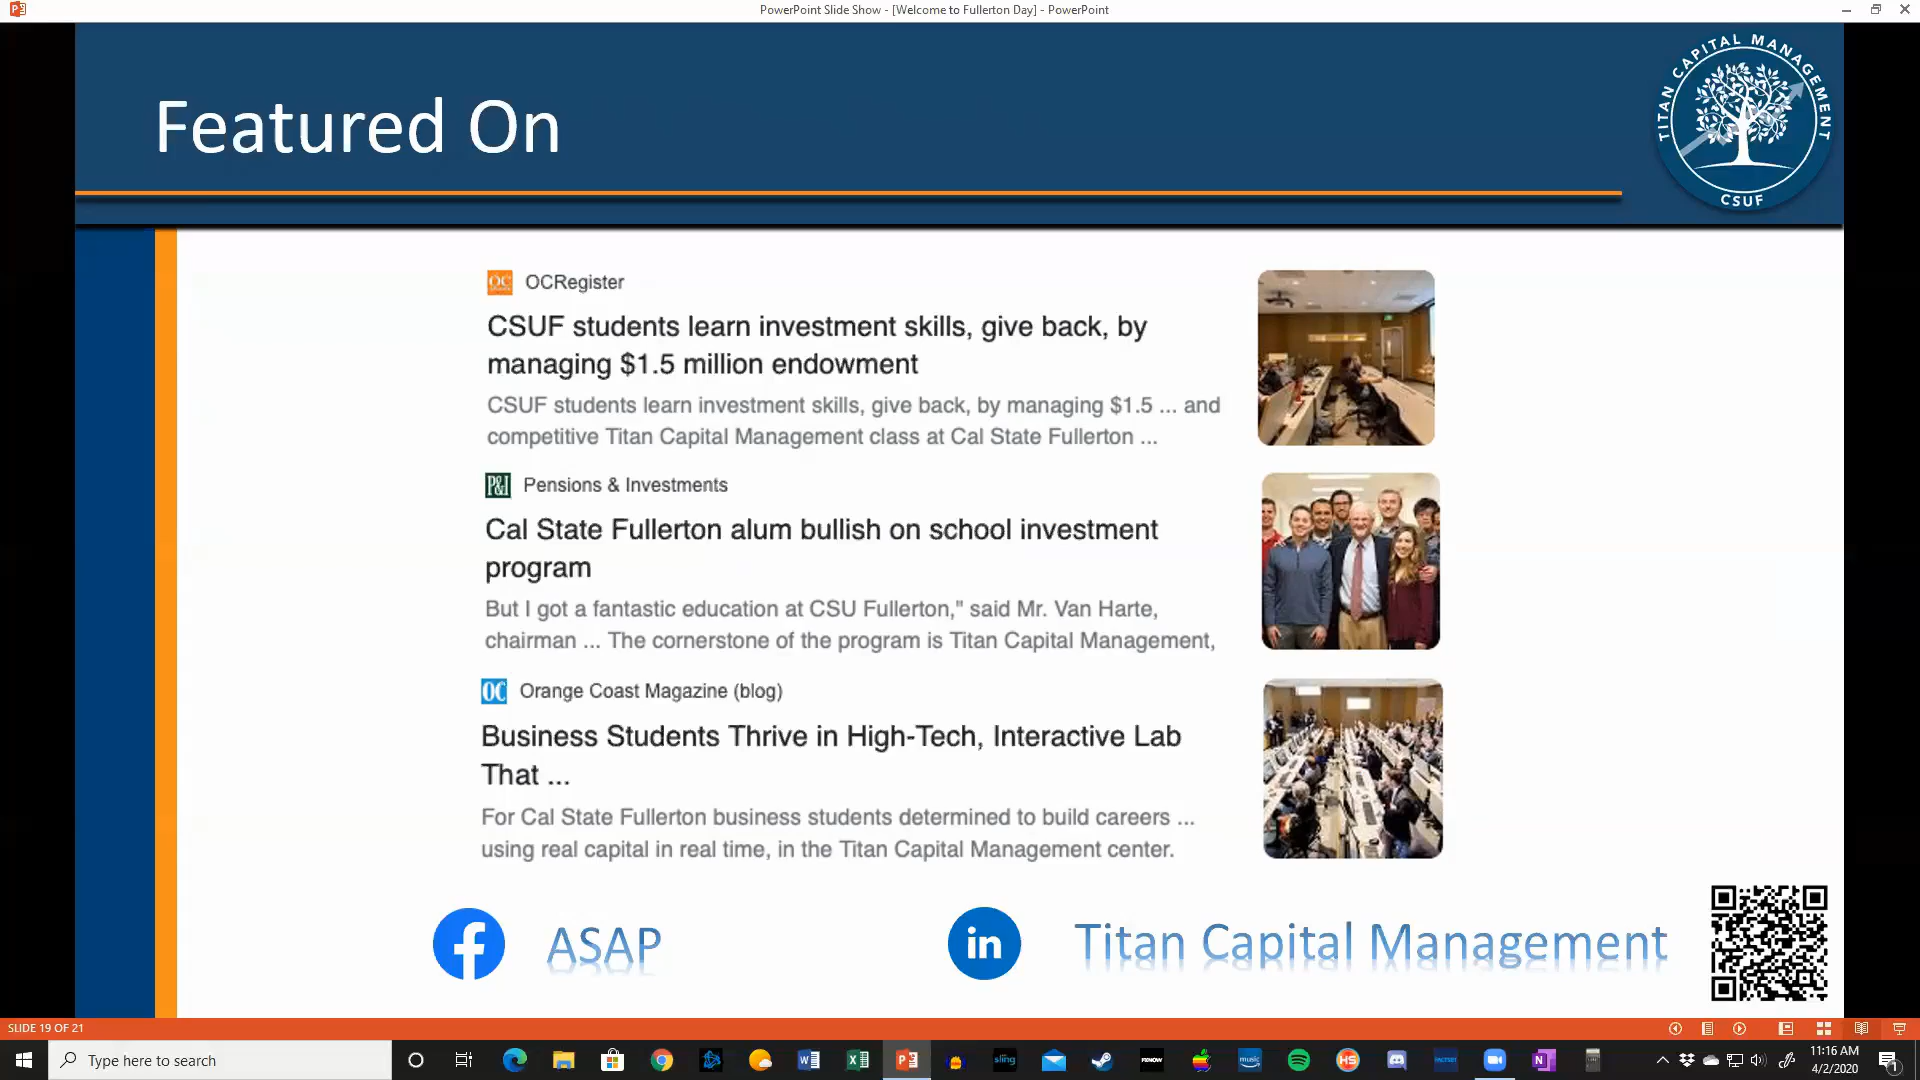 PowerPoint Slide Show - [Welcome to Fullerton Day] - PowerPoint
Featured On
TITAN CAPITAL MANAGEMENT
CSUF
OC OCRegister
CSUF students learn investment skills, give back, by
managing $1.5 million endowment
CSUF students learn investment skills, give back, by managing $1.5 ... and
competitive Titan Capital Management class at Cal State Fullerton ...
P&I Pensions & Investments
Cal State Fullerton alum bullish on school investment
program
But I got a fantastic education at CSU Fullerton," said Mr. Van Harte,
chairman ... The cornerstone of the program is Titan Capital Management,
OC Orange Coast Magazine (blog)
Business Students Thrive in High-Tech, Interactive Lab
That ...
For Cal State Fullerton business students determined to build careers ...
using real capital in real time, in the Titan Capital Management center.
f ASAP
in Titan Capital Management
SLIDE 19 OF 21
Type here to search
sling
music
HS
11:16 AM
4/2/2020
1